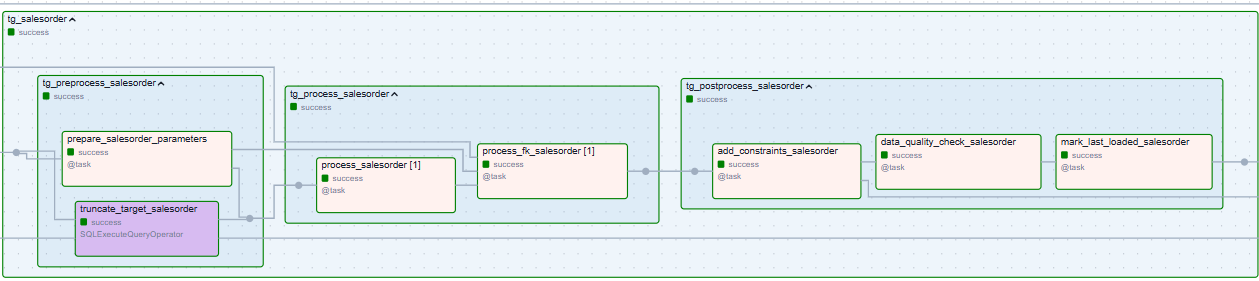 tg_salesorder
success
tg_preprocess_salesorder
success
prepare_salesorder_parameters
success
@task
truncate_target_salesorder
success
SQLExecuteQueryOperator
tg_process_salesorder
success
process_salesorder [1]
success
@task
process_fk_salesorder [1]
success
@task
tg_postprocess_salesorder
success
add_constraints_salesorder
success
@task
data_quality_check_salesorder
success
@task
mark_last_loaded_salesorder
success
@task